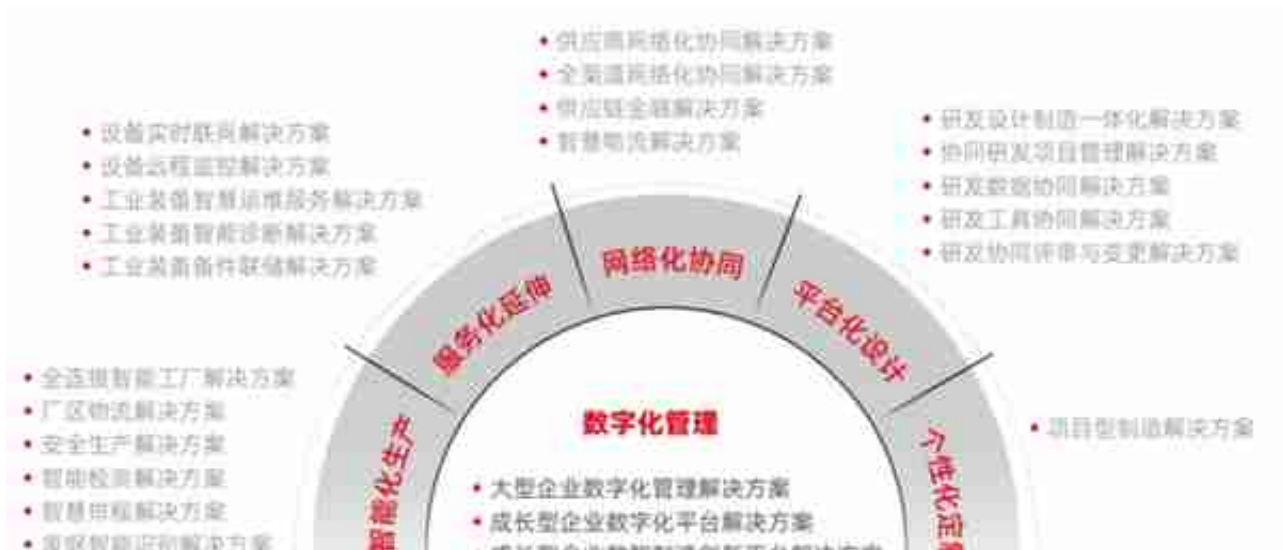 供应商网络化协同解决方案
全渠道网络化协同解决方案
供应链金融解决方案
智慧物流解决方案
设备实时联网解决方案
设备远程监控解决方案
工业装备智慧运维服务解决方案
工业装备智能诊断解决方案
工业装备备件联储解决方案
研发设计制造一体化解决方案
协同研发项目管理解决方案
研发数据协同解决方案
研发工具协同解决方案
研发协同评审与变更解决方案
网络化协同
服务化延伸
平台化设计
全连接智能工厂解决方案
厂区物流解决方案
安全生产解决方案
智能检测解决方案
智慧排程解决方案
智能化生产
数字化管理
大型企业数字化管理解决方案
成长型企业数字化平台解决方案
个性化定
项目型制造解决方案